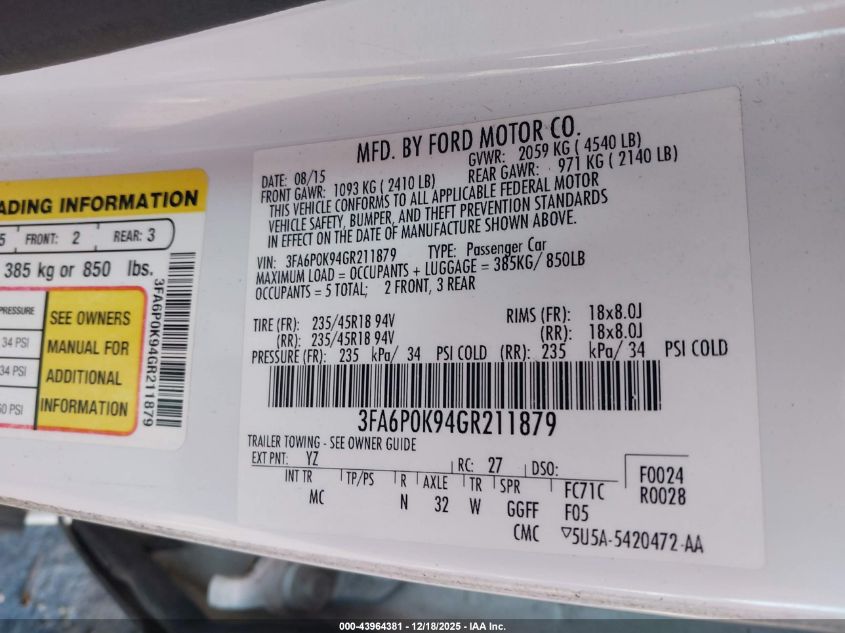 ADING INFORMATION
5 FRONT: 2 REAR: 3
385 kg or 850 lbs.
PRESSURE
34 PSI
34 PSI
60 PSI
SEE OWNERS
MANUAL FOR
ADDITIONAL
INFORMATION
3FA6P0K94GR211879
MFD. BY FORD MOTOR CO.
DATE: 08/15 GVWR: 2059 KG ( 4540 LB)
FRONT GAWR: 1093 KG ( 2410 LB) REAR GAWR: 971 KG ( 2140 LB)
THIS VEHICLE CONFORMS TO ALL APPLICABLE FEDERAL MOTOR
VEHICLE SAFETY, BUMPER, AND THEFT PREVENTION STANDARDS
IN EFFECT ON THE DATE OF MANUFACTURE SHOWN ABOVE.
VIN: 3FA6P0K94GR211879 TYPE: Passenger Car
MAXIMUM LOAD = OCCUPANTS + LUGGAGE = 385KG/ 850LB
OCCUPANTS = 5 TOTAL; 2 FRONT, 3 REAR
TIRE (FR): 235/45R18 94V RIMS (FR): 18x8.0J
(RR): 235/45R18 94V (RR): 18x8.0J
PRESSURE (FR): 235 kPa/ 34 PSI COLD (RR): 235 kPa/ 34 PSI COLD
3FA6P0K94GR211879
TRAILER TOWING - SEE OWNER GUIDE
EXT PNT: YZ RC: 27 DSO: F0024
INT TR TP/PS R AXLE TR SPR FC71C R0028
MC N 32 W GGFF F05
CMC ▽5U5A-5420472-AA
000-43964381 - 12/18/2025 - IAA Inc.